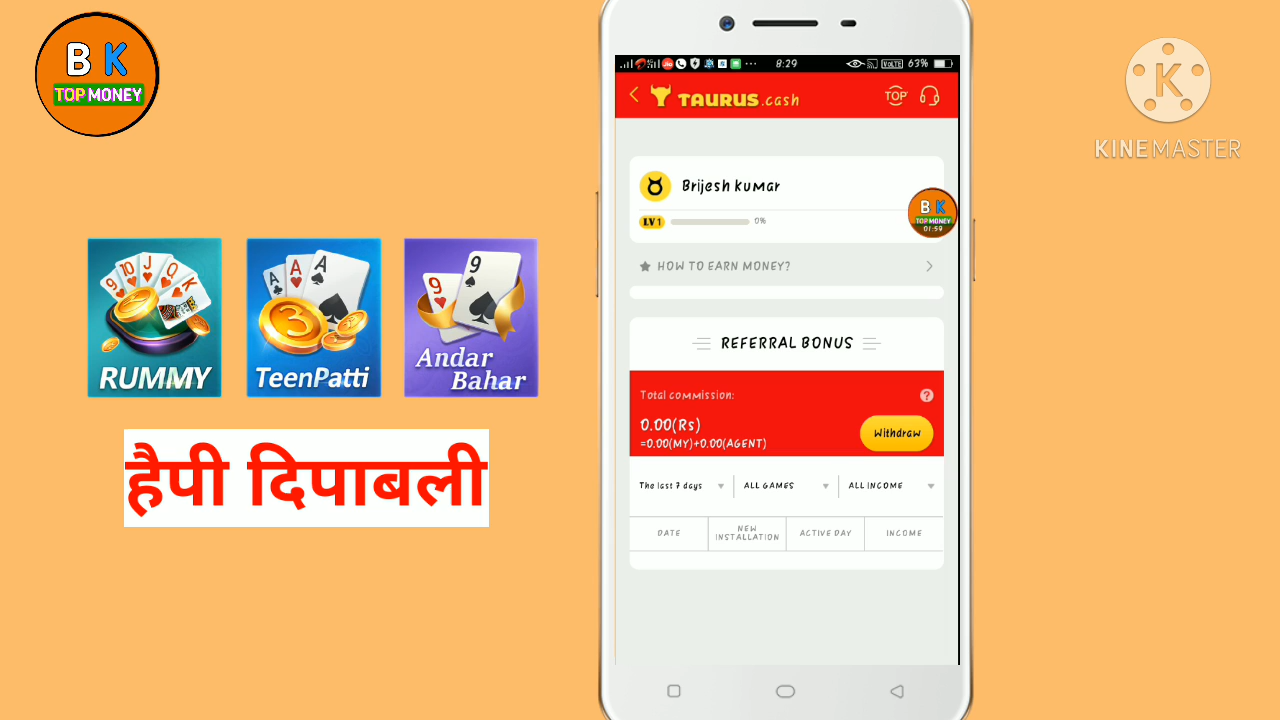 B K
TOP MONEY
RUMMY
TeenPatti
Andar
Bahar
हैपी दिपाबली
8:29
VoLTE
63%
TAURUS.cash
TOP
Brijesh kumar
LV1
0%
B K
TOP MONEY
01:59
HOW TO EARN MONEY?
REFERRAL BONUS
Total commission:
?
0.00(Rs)
=0.00(MY)+0.00(AGENT)
Withdraw
The last 7 days
ALL GAMES
ALL INCOME
DATE
NEW
INSTALLATION
ACTIVE DAY
INCOME
K
KINEMASTER